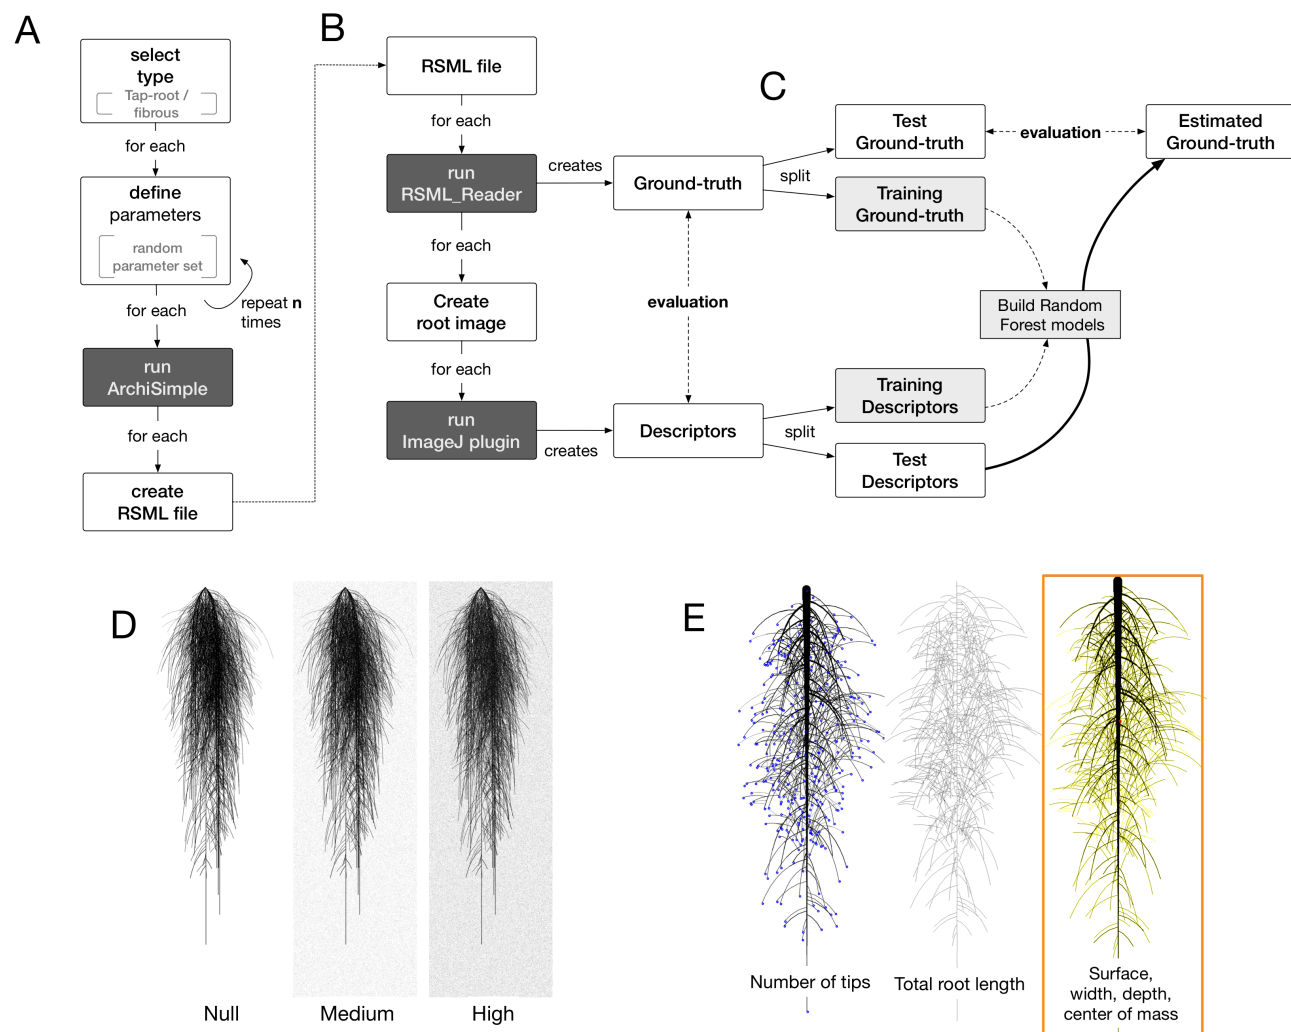 A
select
type
Tap-root /
fibrous
for each
define
parameters
random
parameter set
repeat n
times
for each
run
ArchiSimple
for each
create
RSML file
B
RSML file
for each
run
RSML_Reader
creates
for each
Create
root image
for each
run
ImageJ plugin
creates
Ground-truth
evaluation
Descriptors
split
split
C
Test
Ground-truth
evaluation
Estimated
Ground-truth
Training
Ground-truth
Build Random
Forest models
Training
Descriptors
Test
Descriptors
D
Null
Medium
High
E
Number of tips
Total root length
Surface,
width, depth,
center of mass